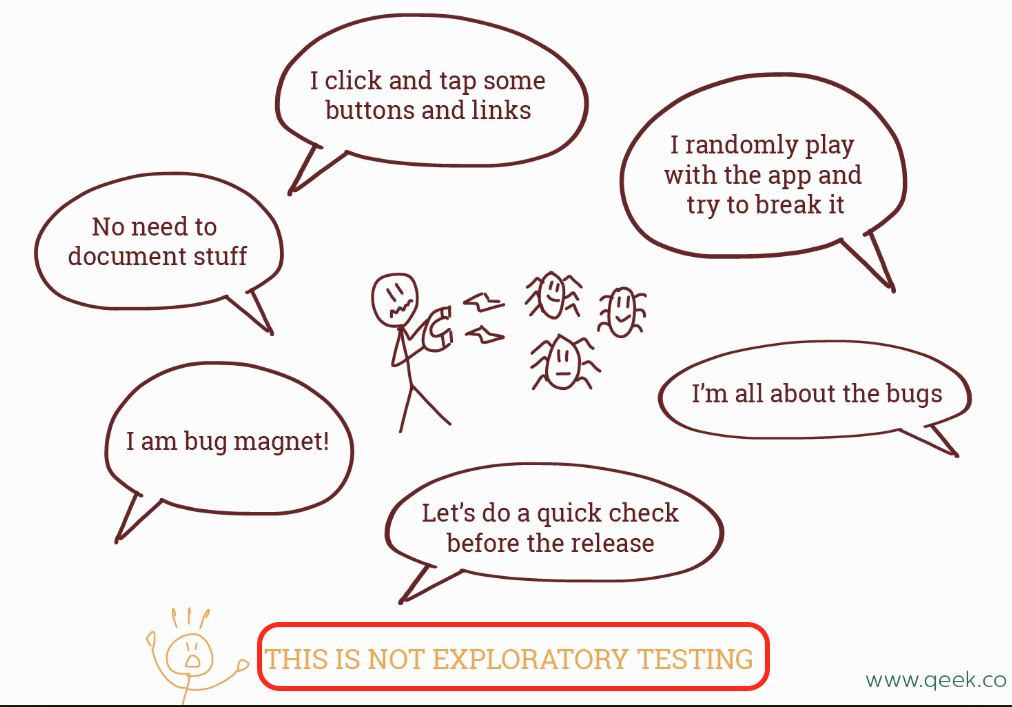 I click and tap some
buttons and links
I randomly play
with the app and
try to break it
No need to
document stuff
I'm all about the bugs
I am bug magnet!
Let's do a quick check
before the release
THIS IS NOT EXPLORATORY TESTING
www.qeek.co